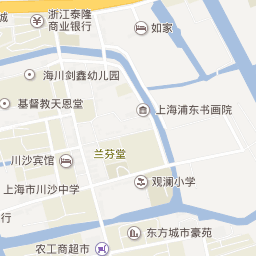 浙江泰隆
商业银行
如家
城
海川剑鑫幼儿园
基督教天恩堂
上海浦东书画院
兰芬堂
川沙宾馆
观澜小学
上海市川沙中学
行
东方城市豪苑
农工商超市